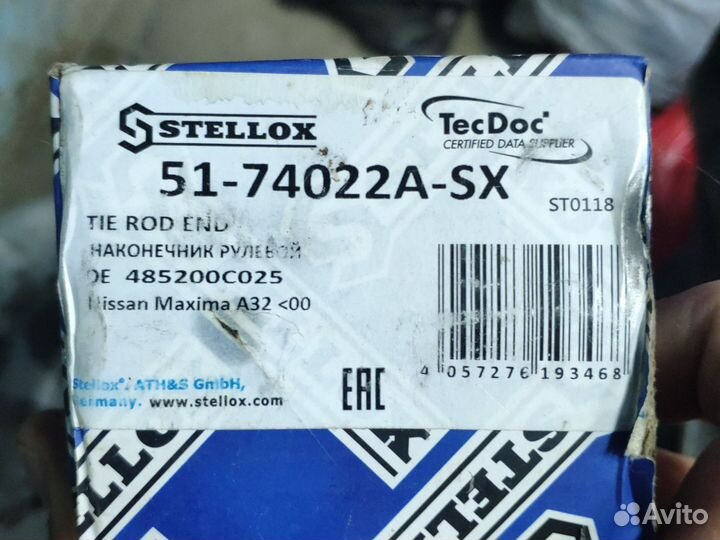 STELLOX
TecDoc
CERTIFIED DATA SUPPLIER
51-74022A-SX
ST0118
TIE ROD END
НАКОНЕЧНИК РУЛЕВОЙ
OE 485200C025
Nissan Maxima A32 <00
4 057276 193468
Stellox®, ATH&S GmbH,
Germany. www.stellox.com
EAC
STELLOX
Avito